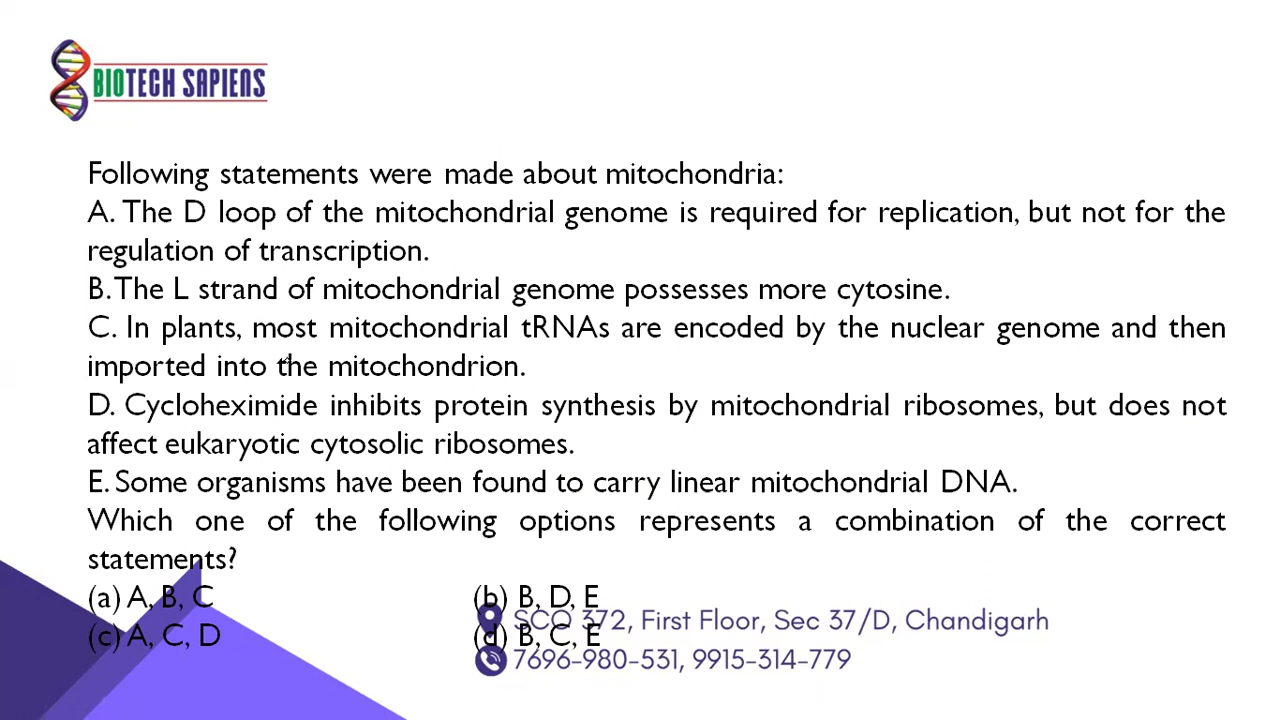 BIOTECH SAPIENS
Following statements were made about mitochondria:
A. The D loop of the mitochondrial genome is required for replication, but not for the
regulation of transcription.
B. The L strand of mitochondrial genome possesses more cytosine.
C. In plants, most mitochondrial tRNAs are encoded by the nuclear genome and then
imported into the mitochondrion.
D. Cycloheximide inhibits protein synthesis by mitochondrial ribosomes, but does not
affect eukaryotic cytosolic ribosomes.
E. Some organisms have been found to carry linear mitochondrial DNA.
Which one of the following options represents a combination of the correct
statements?
(a) A, B, C (b) B, D, E
SCO 372, First Floor, Sec 37/D, Chandigarh
(c) A, C, D (d) B, C, E
7696-980-531, 9915-314-779